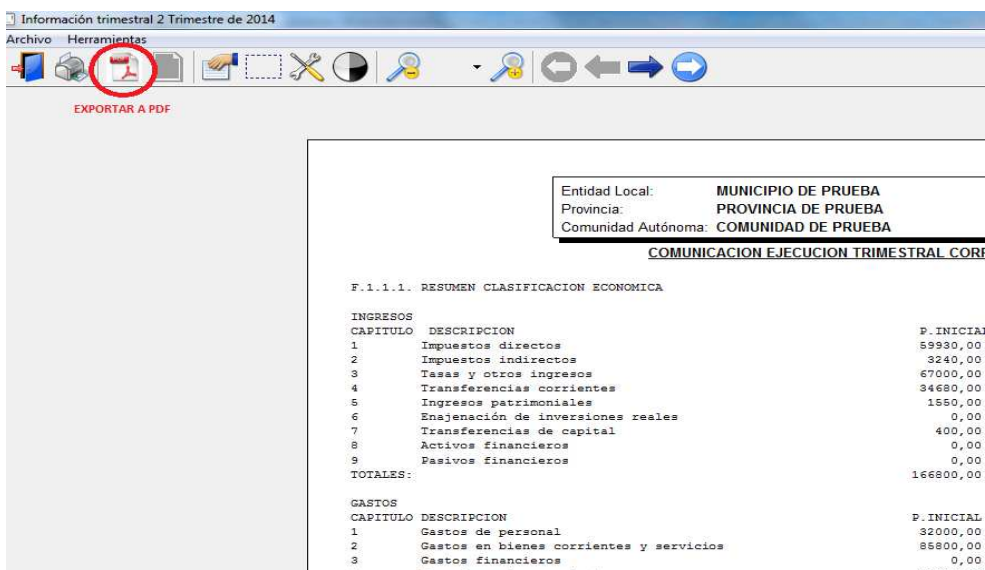 Información trimestral 2 Trimestre de 2014
Archivo Herramientas
EXPORTAR A PDF
Entidad Local: MUNICIPIO DE PRUEBA
Provincia: PROVINCIA DE PRUEBA
Comunidad Autónoma: COMUNIDAD DE PRUEBA
COMUNICACION EJECUCION TRIMESTRAL
F.1.1.1. RESUMEN CLASIFICACION ECONOMICA
INGRESOS
CAPITULO DESCRIPCION P.INICIAL
1 Impuestos directos 59930,00
2 Impuestos indirectos 3240,00
3 Tasas y otros ingresos 67000,00
4 Transferencias corrientes 34680,00
5 Ingresos patrimoniales 1550,00
6 Enajenación de inversiones reales 0,00
7 Transferencias de capital 400,00
8 Activos financieros 0,00
9 Pasivos financieros 0,00
TOTALES: 166800,00
GASTOS
CAPITULO DESCRIPCION P.INICIAL
1 Gastos de personal 32000,00
2 Gastos en bienes corrientes y servicios 85800,00
3 Gastos financieros 0,00